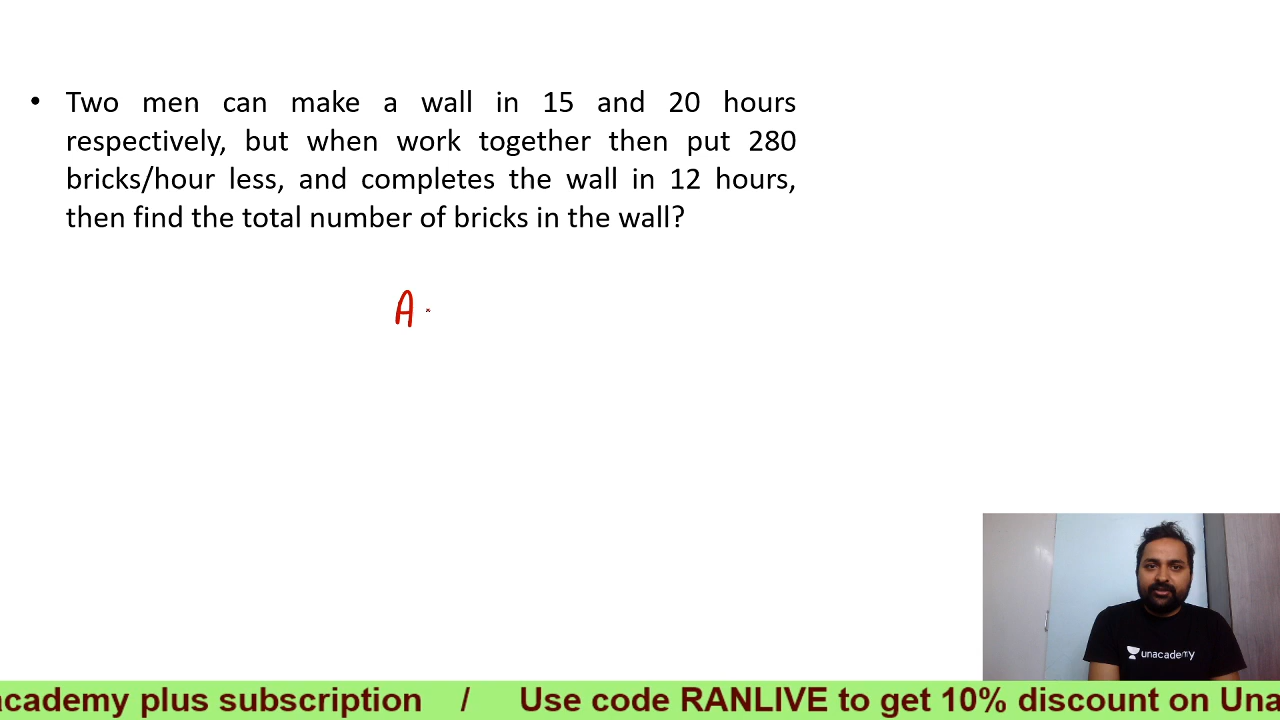 • Two men can make a wall in 15 and 20 hours
respectively, but when work together then put 280
bricks/hour less, and completes the wall in 12 hours,
then find the total number of bricks in the wall?
A
unacademy
academy plus subscription / Use code RANLIVE to get 10% discount on Una